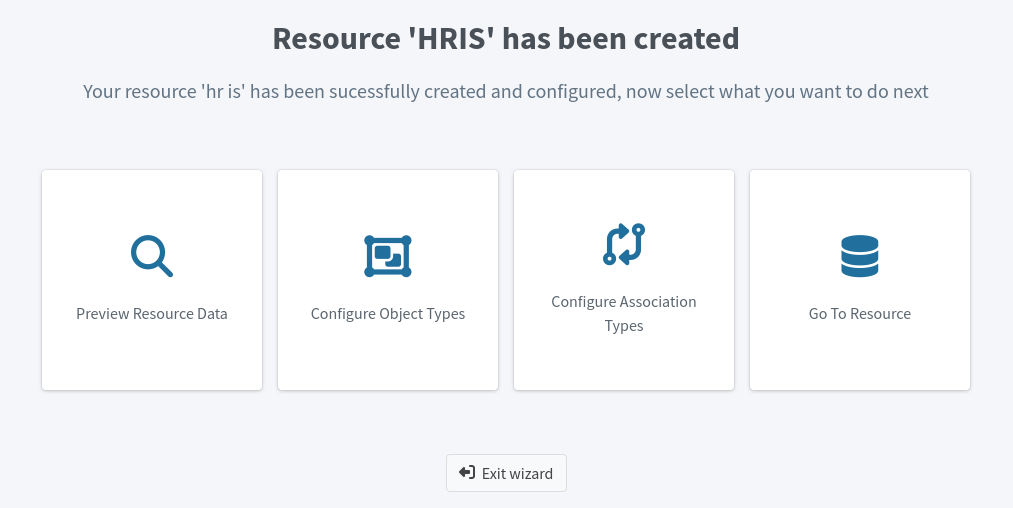 Resource 'HRIS' has been created
Your resource 'hr is' has been sucessfully created and configured, now select what you want to do next
Preview Resource Data
Configure Object Types
Configure Association
Types
Go To Resource
Exit wizard